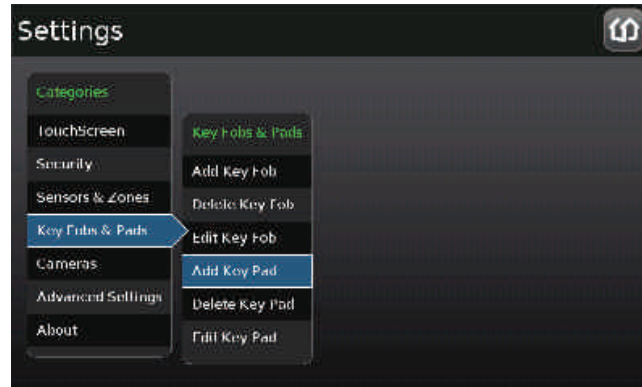 Settings
Categories
TouchScreen
Security
Sensors & Zones
Key Fobs & Pads
Cameras
Advanced Settings
About
Key Fobs & Pads
Add Key Fob
Delete Key Fob
Edit Key Fob
Add Key Pad
Delete Key Pad
Edit Key Pad